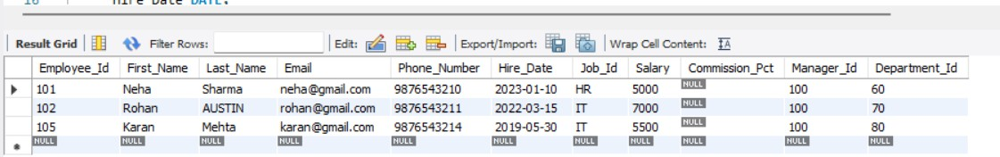 16 Hire_Date DATE,
Result Grid Filter Rows: Edit: Export/Import: Wrap Cell Content: IA
Employee_Id First_Name Last_Name Email Phone_Number Hire_Date Job_Id Salary Commission_Pct Manager_Id Department_Id
101 Neha Sharma neha@gmail.com 9876543210 2023-01-10 HR 5000 NULL 100 60
102 Rohan AUSTIN rohan@gmail.com 9876543211 2022-03-15 IT 7000 NULL 100 70
105 Karan Mehta karan@gmail.com 9876543214 2019-05-30 IT 5500 NULL 100 80
NULL NULL NULL NULL NULL NULL NULL NULL NULL NULL NULL